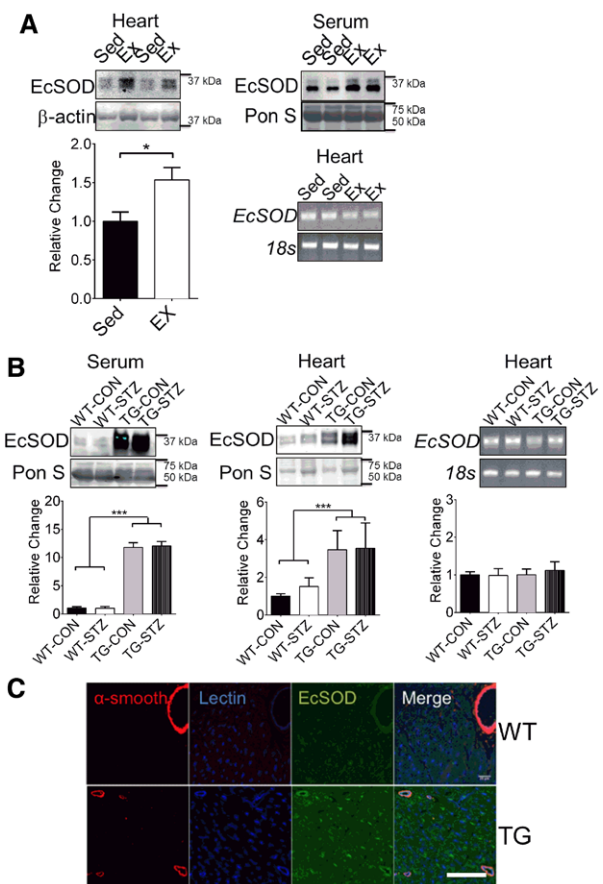 A
Heart
Sed Ex Sed Ex
EcSOD
37 kDa
β-actin
37 kDa
Relative Change
2.0
1.5
1.0
0.5
0.0
*
Sed
EX
Serum
Sed Sed Ex Ex
EcSOD
37 kDa
Pon S
75 kDa
50 kDa
Heart
Sed Sed Ex Ex
EcSOD
18s
B
Serum
WT-CON WT-STZ TG-CON TG-STZ
EcSOD
37 kDa
Pon S
75 kDa
50 kDa
Relative Change
20
15
10
5
0
***
WT-CON
WT-STZ
TG-CON
TG-STZ
Heart
WT-CON WT-STZ TG-CON TG-STZ
EcSOD
37 kDa
Pon S
75 kDa
50 kDa
Relative Change
6
4
2
0
***
WT-CON
WT-STZ
TG-CON
TG-STZ
Heart
WT-CON WT-STZ TG-CON TG-STZ
EcSOD
18s
Relative Change
3
2
1
0
WT-CON
WT-STZ
TG-CON
TG-STZ
C
α-smooth
Lectin
EcSOD
Merge
WT
TG